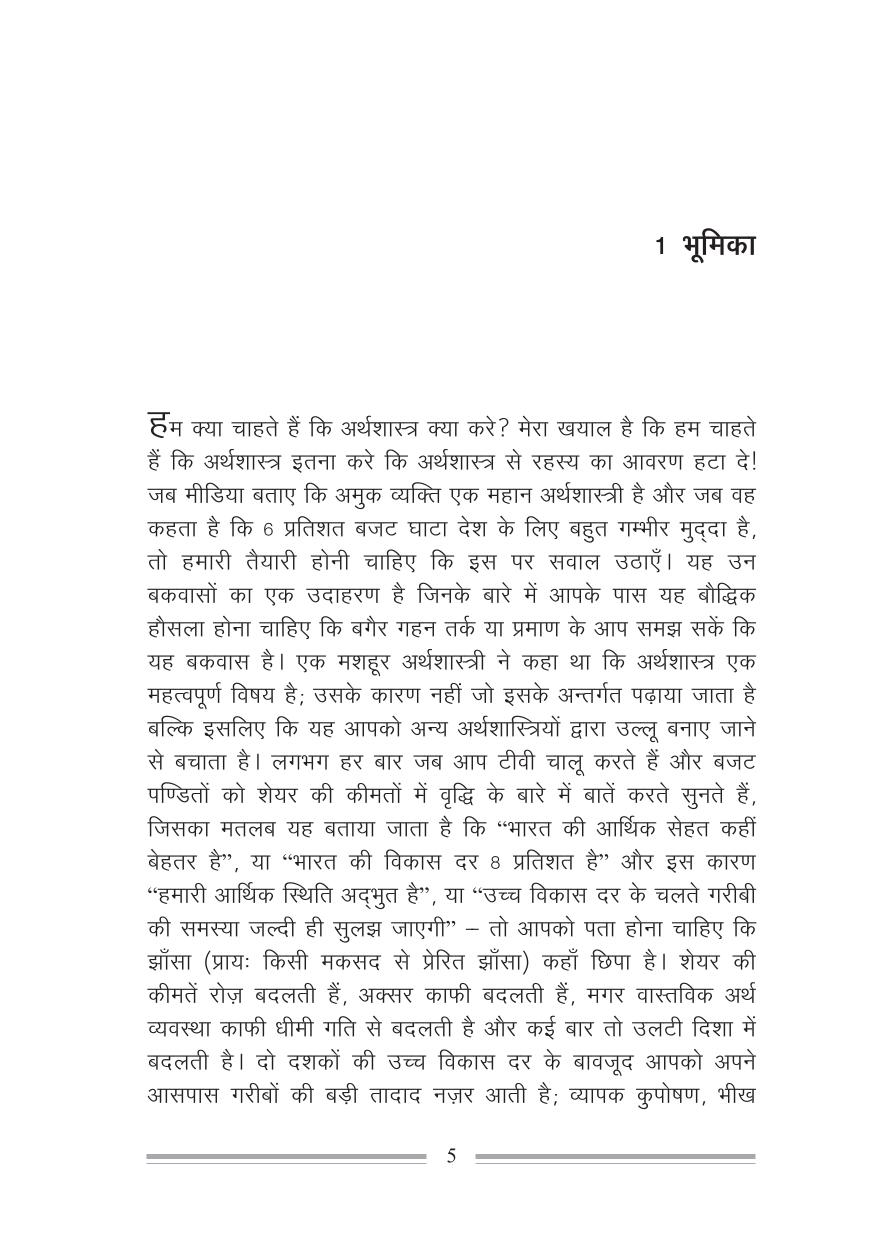 1 भूमिका
हम क्या चाहते हैं कि अर्थशास्त्र क्या करे? मेरा खयाल है कि हम चाहते
हैं कि अर्थशास्त्र इतना करे कि अर्थशास्त्र से रहस्य का आवरण हटा दे!
जब मीडिया बताए कि अमुक व्यक्ति एक महान अर्थशास्त्री है और जब वह
कहता है कि 6 प्रतिशत बजट घाटा देश के लिए बहुत गम्भीर मुद्‌दा है,
तो हमारी तैयारी होनी चाहिए कि इस पर सवाल उठाएँ। यह उन
बकवासों का एक उदाहरण है जिनके बारे में आपके पास यह बौद्धिक
हौसला होना चाहिए कि बगैर गहन तर्क या प्रमाण के आप समझ सकें कि
यह बकवास है। एक मशहूर अर्थशास्त्री ने कहा था कि अर्थशास्त्र एक
महत्वपूर्ण विषय है; उसके कारण नहीं जो इसके अन्तर्गत पढ़ाया जाता है
बल्कि इसलिए कि यह आपको अन्य अर्थशास्त्रियों द्वारा उल्लू बनाए जाने
से बचाता है। लगभग हर बार जब आप टीवी चालू करते हैं और बजट
पण्डितों को शेयर की कीमतों में वृद्धि के बारे में बातें करते सुनते हैं,
जिसका मतलब यह बताया जाता है कि “भारत की आर्थिक सेहत कहीं
बेहतर है”, या “भारत की विकास दर 8 प्रतिशत है” और इस कारण
“हमारी आर्थिक स्थिति अद्‌भुत है”, या “उच्च विकास दर के चलते गरीबी
की समस्या जल्दी ही सुलझ जाएगी” – तो आपको पता होना चाहिए कि
झाँसा (प्रायः किसी मकसद से प्रेरित झाँसा) कहाँ छिपा है। शेयर की
कीमतें रोज़ बदलती हैं, अक्सर काफी बदलती हैं, मगर वास्तविक अर्थ
व्यवस्था काफी धीमी गति से बदलती है और कई बार तो उलटी दिशा में
बदलती है। दो दशकों की उच्च विकास दर के बावजूद आपको अपने
आसपास गरीबों की बड़ी तादाद नज़र आती है; व्यापक कुपोषण, भीख
5